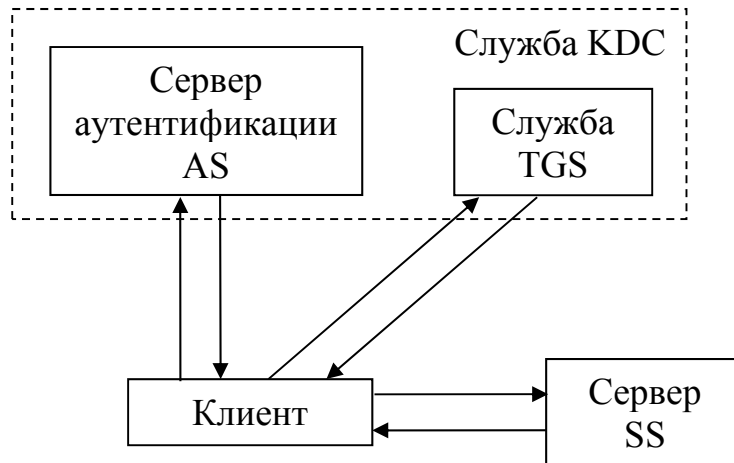 Служба KDC
Сервер
аутентификации
AS
Служба
TGS
Клиент
Сервер
SS